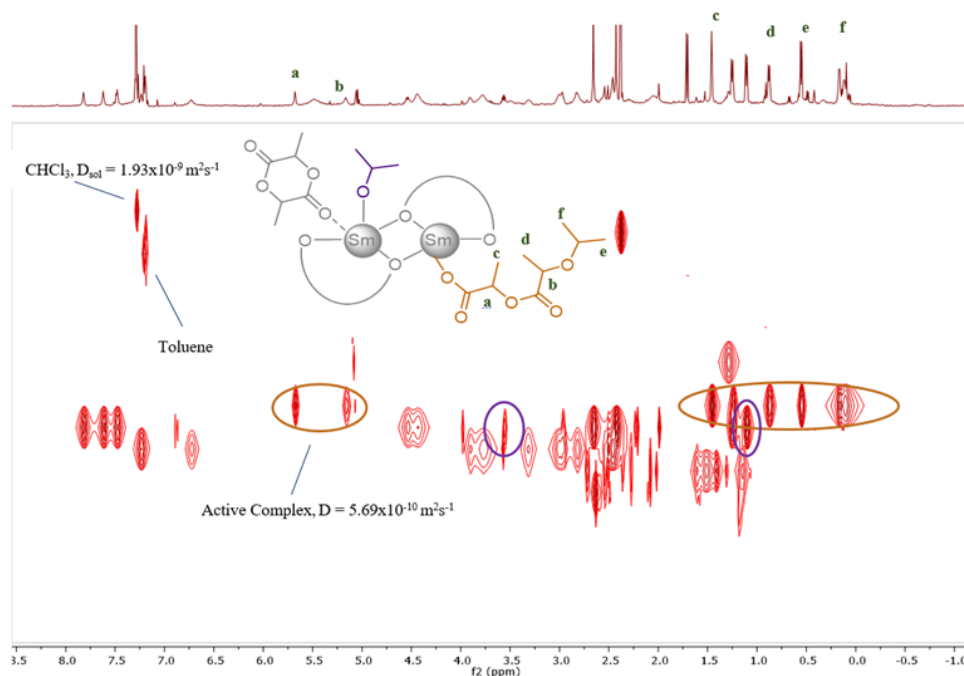 c
d
e
f
a
b
CHCl₃, Dsol = 1.93x10⁻⁹ m²s⁻¹
Toluene
O
O
O
O
O
O
Sm
Sm
O
O
O
O
O
O
O
O
f
d
c
e
b
a
Active Complex, D = 5.69x10⁻¹⁰ m²s⁻¹
8.5 8.0 7.5 7.0 6.5 6.0 5.5 5.0 4.5 4.0 3.5 3.0 2.5 2.0 1.5 1.0 0.5 0.0 -0.5 -1.0
f2 (ppm)